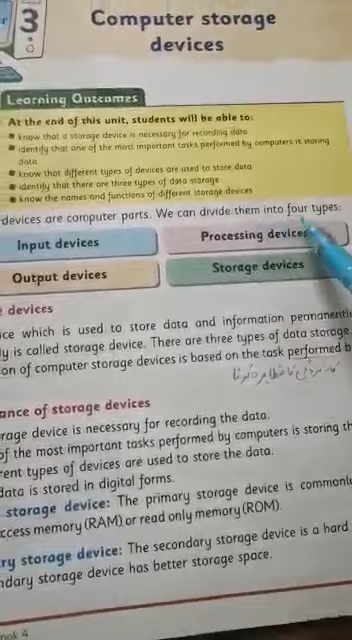 3
Computer storage
devices
Learning Outcomes
At the end of this unit, students will be able to:
know that a storage device is necessary for recording data
identify that one of the most important tasks performed by computers is storing
data
know that different types of devices are used to store data
identify that there are three types of data storage
know the names and functions of different storage devices
devices are computer parts. We can divide them into four types:
Input devices
Processing devices
Output devices
Storage devices
devices
ice which is used to store data and information permanently
ly is called storage device. There are three types of data storage.
on of computer storage devices is based on the task performed b
ance of storage devices
rage device is necessary for recording the data.
of the most important tasks performed by computers is storing th
rent types of devices are used to store the data.
data is stored in digital forms.
storage device: The primary storage device is commonl
ccess memory (RAM) or read only memory (ROM).
ry storage device: The secondary storage device is a hard
ndary storage device has better storage space.
ook 4